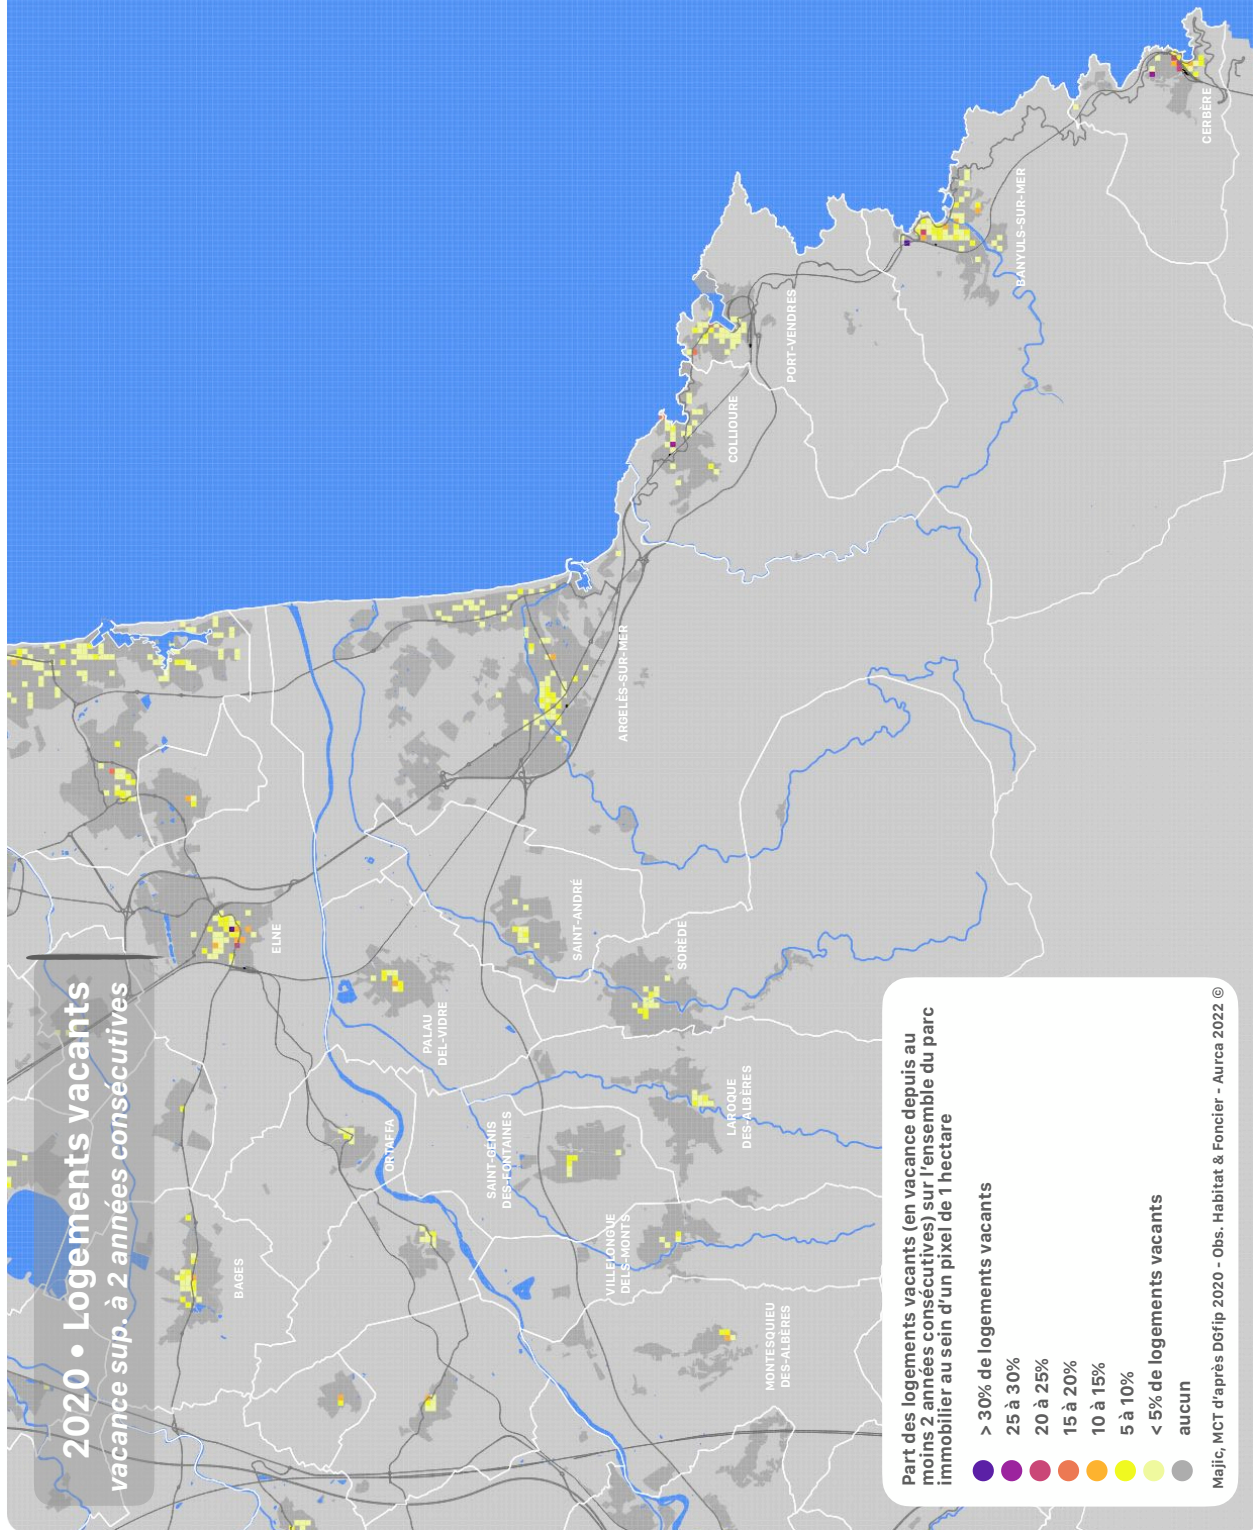 2020 • Logements vacants
vacance sup. à 2 années consécutives
ELNE
BAGES
ORTAFFA
PALAU
DEL-VIDRE
SAINT-GÉNIS
DES-FONTAINES
SAINT-ANDRÉ
VILLELONGUE
DELS-MONTS
SORÈDE
LAROQUE
DES-ALBÈRES
MONTESQUIEU
DES-ALBÈRES
ARGELÈS-SUR-MER
COLLIOURE
PORT-VENDRES
BANYULS-SUR-MER
CERBÈRE
Part des logements vacants (en vacance depuis au
moins 2 années consécutives) sur l'ensemble du parc
immobilier au sein d'un pixel de 1 hectare
> 30% de logements vacants
25 à 30%
20 à 25%
15 à 20%
10 à 15%
5 à 10%
< 5% de logements vacants
aucun
Majic, MCT d'après DGfip 2020 - Obs. Habitat & Foncier - Aurca 2022 ©